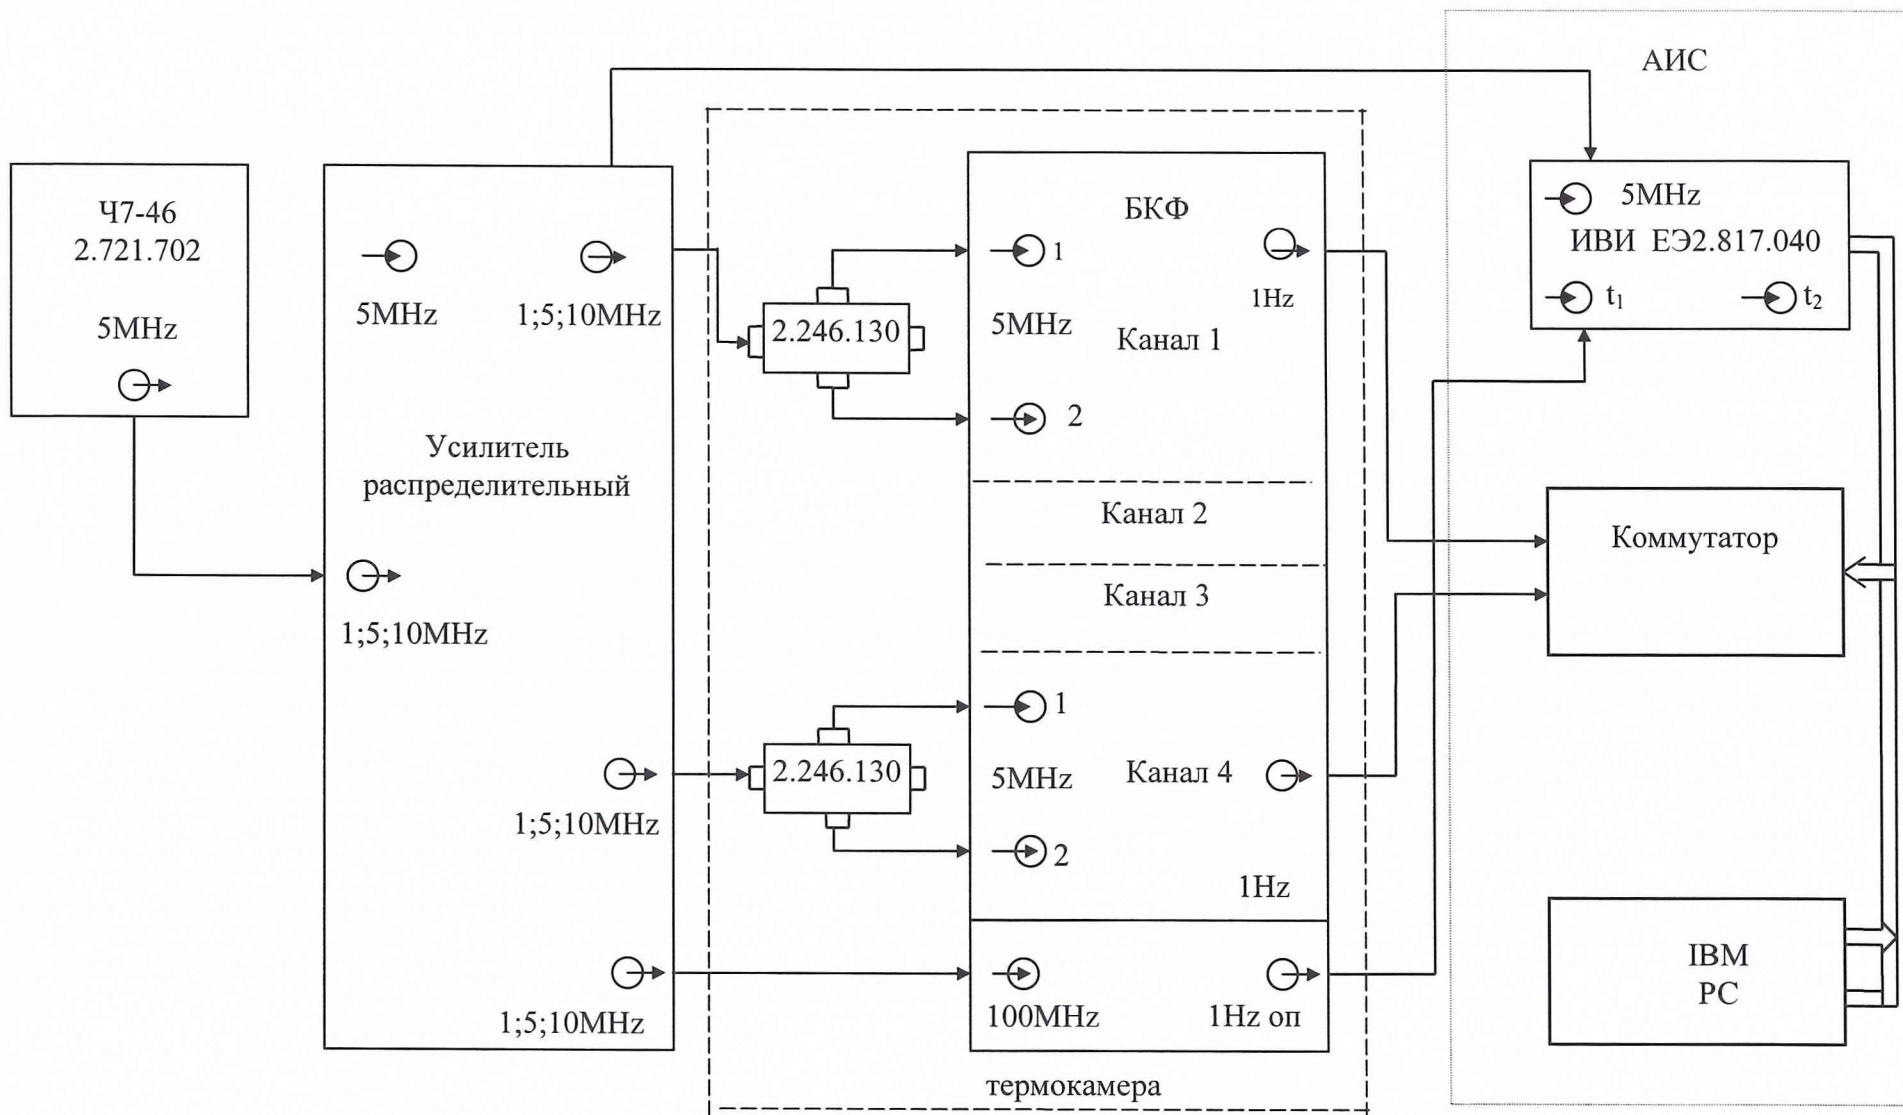 АИС
Ч7-46
2.721.702
5MHz
5MHz
1;5;10MHz
Усилитель
распределительный
1;5;10MHz
1;5;10MHz
1;5;10MHz
2.246.130
2.246.130
БКФ
1
1Hz
5MHz
Канал 1
2
Канал 2
Канал 3
1
5MHz
Канал 4
2
1Hz
100MHz
1Hz оп
термокамера
5MHz
ИВИ ЕЭ2.817.040
t₁
t₂
Коммутатор
IBM
PC